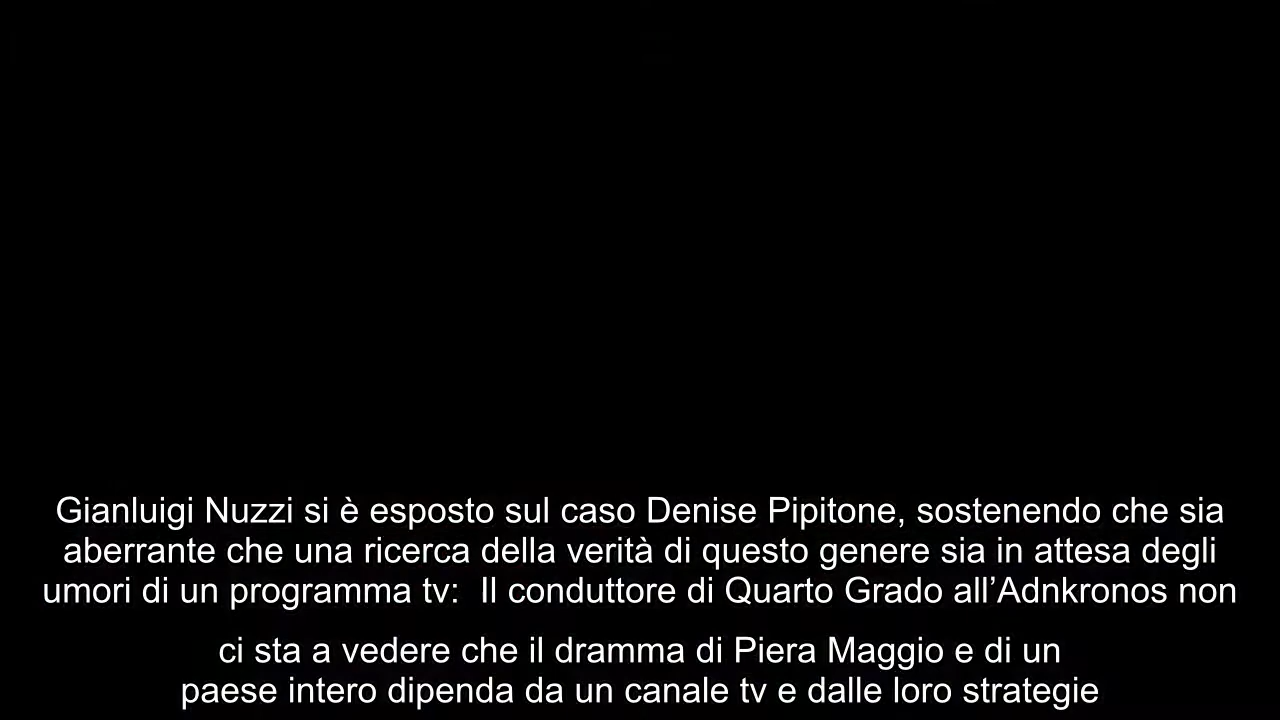 Gianluigi Nuzzi si è esposto sul caso Denise Pipitone, sostenendo che sia
aberrante che una ricerca della verità di questo genere sia in attesa degli
umori di un programma tv:  Il conduttore di Quarto Grado all’Adnkronos non
ci sta a vedere che il dramma di Piera Maggio e di un
paese intero dipenda da un canale tv e dalle loro strategie